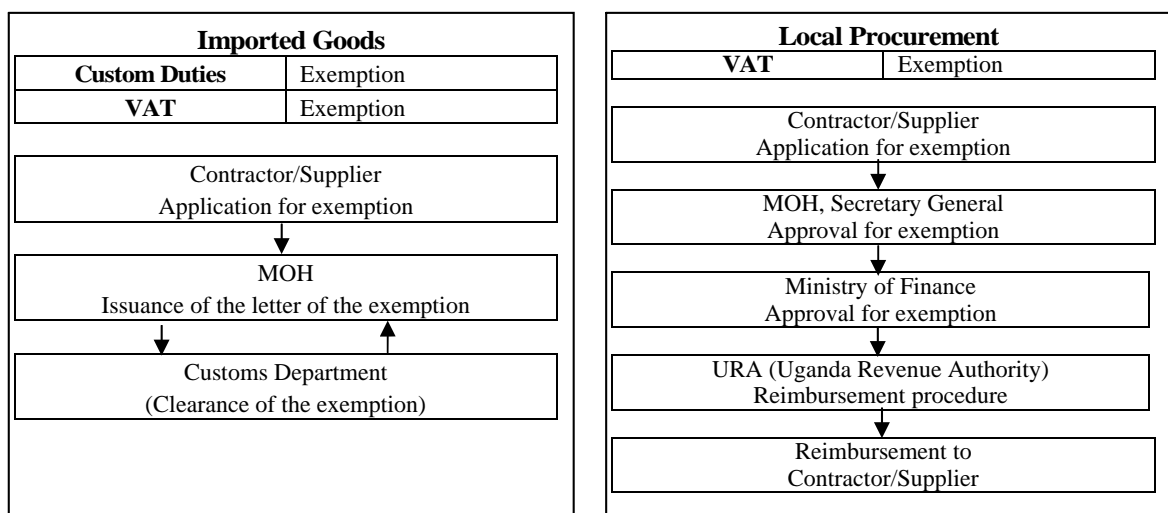 Imported Goods
Custom Duties Exemption
VAT Exemption
Contractor/Supplier
Application for exemption
MOH
Issuance of the letter of the exemption
Customs Department
(Clearance of the exemption)
Local Procurement
VAT Exemption
Contractor/Supplier
Application for exemption
MOH, Secretary General
Approval for exemption
Ministry of Finance
Approval for exemption
URA (Uganda Revenue Authority)
Reimbursement procedure
Reimbursement to
Contractor/Supplier